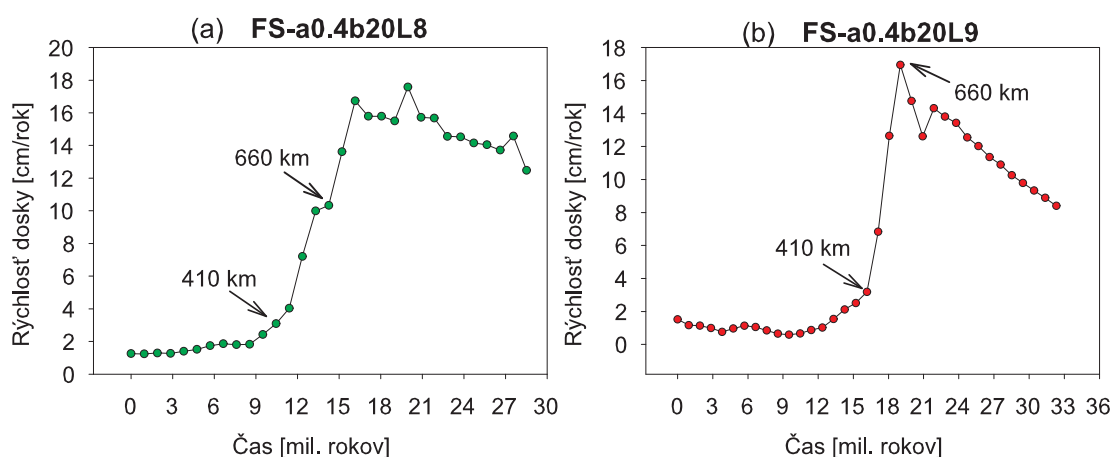 (a) FS-a0.4b20L8
20
18
16
14
12
10
8
6
4
2
0
Rýchlosť dosky [cm/rok]
660 km
410 km
0 3 6 9 12 15 18 21 24 27 30
Čas [mil. rokov]
(b) FS-a0.4b20L9
18
16
14
12
10
8
6
4
2
0
Rýchlosť dosky [cm/rok]
660 km
410 km
0 3 6 9 12 15 18 21 24 27 30 33 36
Čas [mil. rokov]